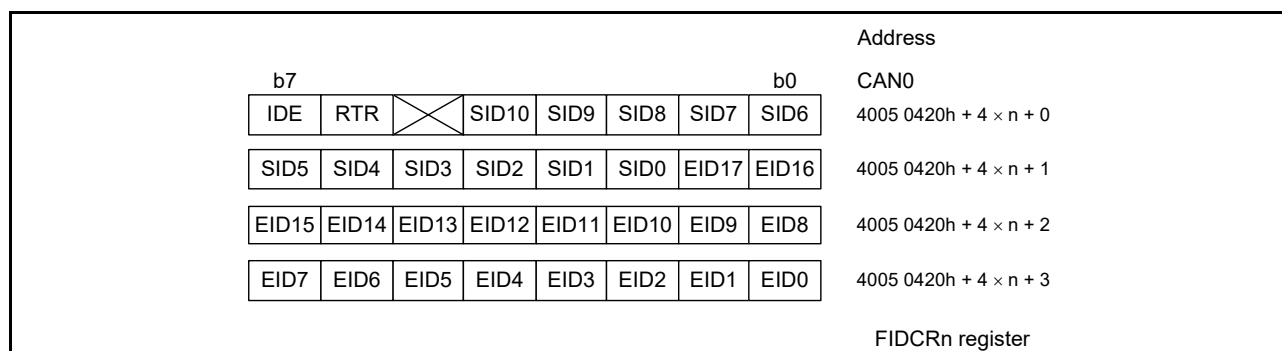 Address
b7 b0 CAN0
IDE RTR SID10 SID9 SID8 SID7 SID6 4005 0420h + 4 × n + 0
SID5 SID4 SID3 SID2 SID1 SID0 EID17 EID16 4005 0420h + 4 × n + 1
EID15 EID14 EID13 EID12 EID11 EID10 EID9 EID8 4005 0420h + 4 × n + 2
EID7 EID6 EID5 EID4 EID3 EID2 EID1 EID0 4005 0420h + 4 × n + 3
FIDCRn register